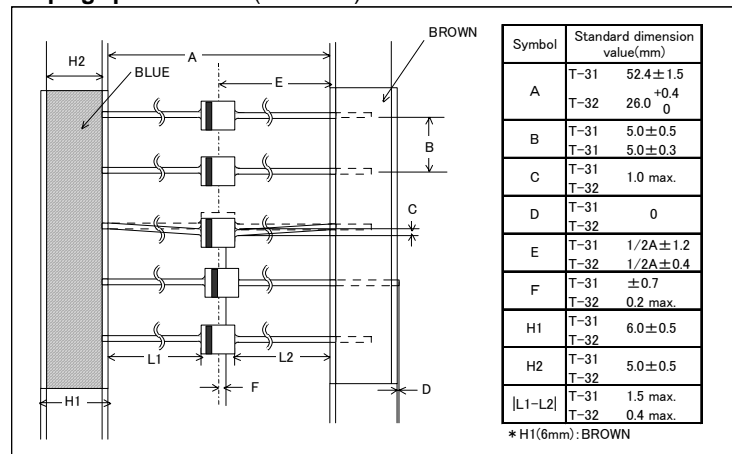 BROWN
A
H2
BLUE
E
B
C
L1
L2
F
D
H1
Symbol Standard dimension
value(mm)
A T-31 52.4±1.5
T-32 26.0 +0.4
0
B T-31 5.0±0.5
T-31 5.0±0.3
C T-31 1.0 max.
T-32
D T-31 0
T-32
E T-31 1/2A±1.2
T-32 1/2A±0.4
F T-31 ±0.7
T-32 0.2 max.
H1 T-31 6.0±0.5
T-32
H2 T-31 5.0±0.5
T-32
|L1-L2| T-31 1.5 max.
T-32 0.4 max.
*H1(6mm):BROWN